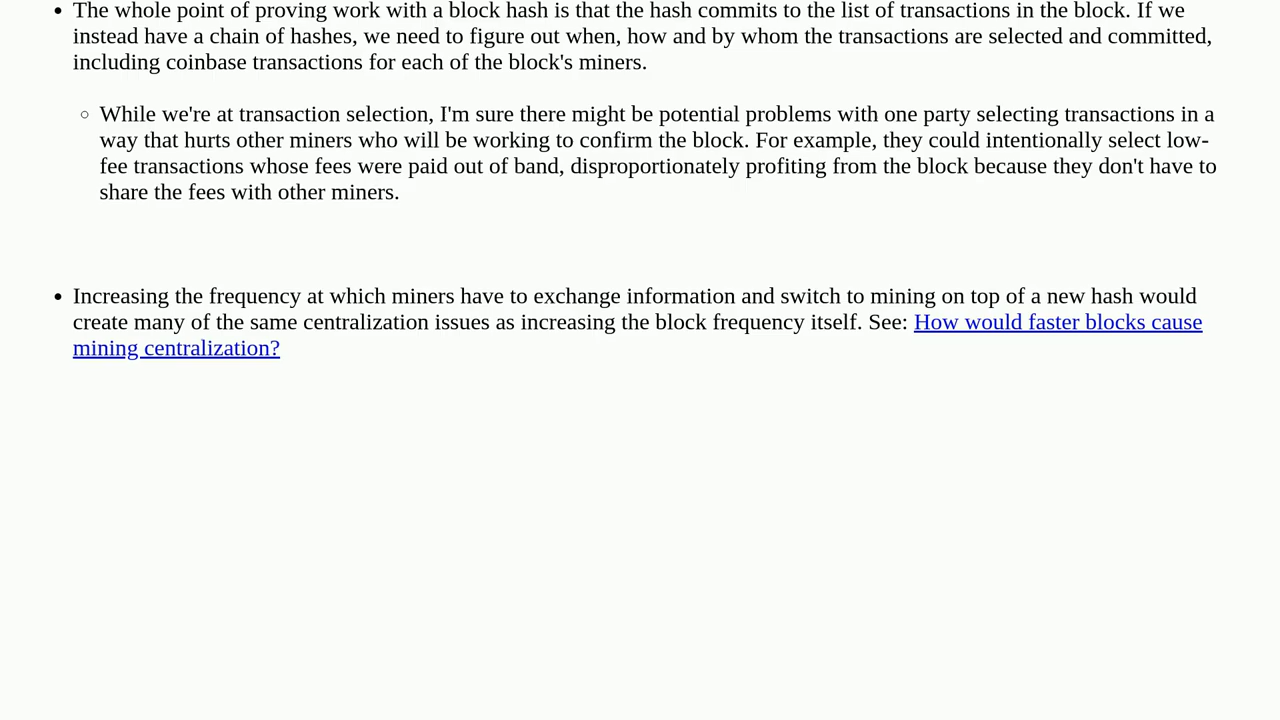 The whole point of proving work with a block hash is that the hash commits to the list of transactions in the block. If we
instead have a chain of hashes, we need to figure out when, how and by whom the transactions are selected and committed,
including coinbase transactions for each of the block's miners.
While we're at transaction selection, I'm sure there might be potential problems with one party selecting transactions in a
way that hurts other miners who will be working to confirm the block. For example, they could intentionally select low-
fee transactions whose fees were paid out of band, disproportionately profiting from the block because they don't have to
share the fees with other miners.
Increasing the frequency at which miners have to exchange information and switch to mining on top of a new hash would
create many of the same centralization issues as increasing the block frequency itself. See: How would faster blocks cause
mining centralization?